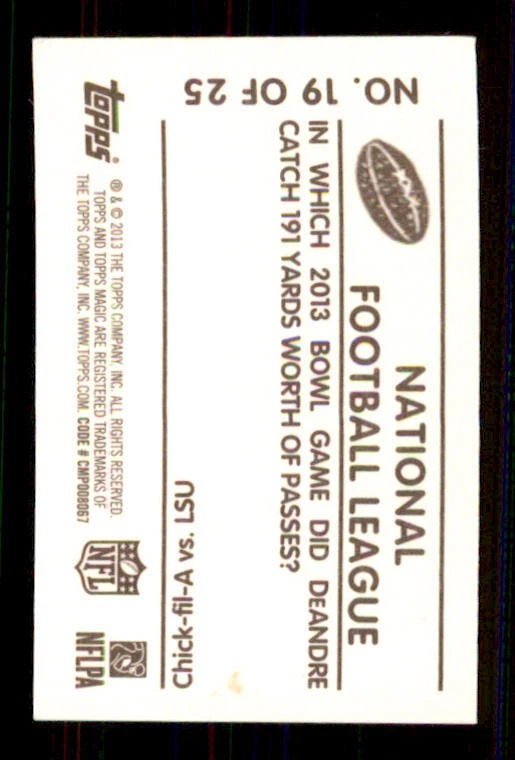 NO. 19 OF 25
NATIONAL
FOOTBALL LEAGUE
IN WHICH 2013 BOWL GAME DID DEANDRE
CATCH 191 YARDS WORTH OF PASSES?
Chick-fil-A vs. LSU
topps®
® & © 2013 THE TOPPS COMPANY, INC. ALL RIGHTS RESERVED.
TOPPS AND TOPPS MAGIC ARE REGISTERED TRADEMARKS OF
THE TOPPS COMPANY, INC. WWW.TOPPS.COM. CODE # CMP008067
NFL
NFLPA